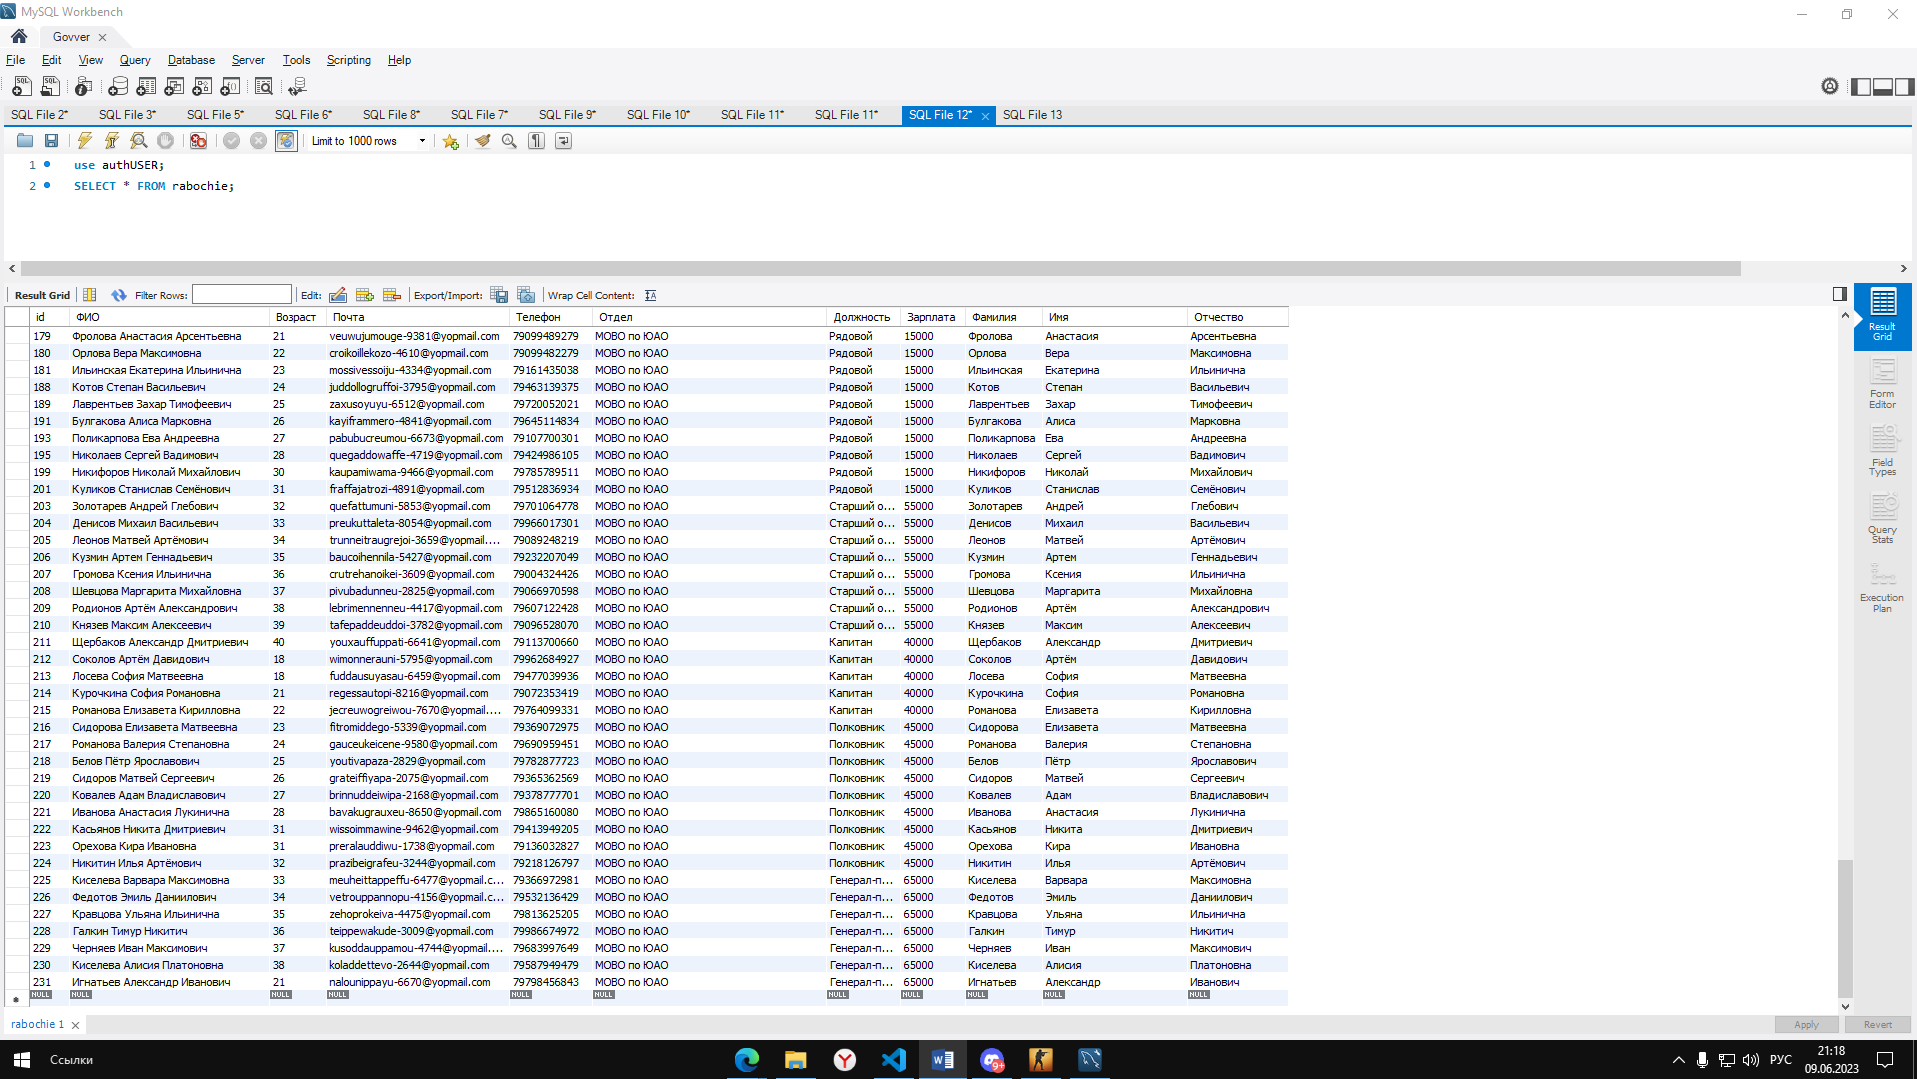 MySQL Workbench
Govver
File Edit View Query Database Server Tools Scripting Help
SQL File 2* SQL File 3* SQL File 5* SQL File 6* SQL File 8* SQL File 7* SQL File 9* SQL File 10* SQL File 11* SQL File 11* SQL File 12* SQL File 13
Limit to 1000 rows
1 use authUSER;
2 SELECT * FROM rabochie;
Result Grid Filter Rows: Edit: Export/Import: Wrap Cell Content:
id ФИО Возраст Почта Телефон Отдел Должность Зарплата Фамилия Имя Отчество
179 Фролова Анастасия Арсентьевна 21 veuwujumouge-9381@yopmail.com 79099489279 МОВО по ЮАО Рядовой 15000 Фролова Анастасия Арсентьевна
180 Орлова Вера Максимовна 22 croikoillekozo-4610@yopmail.com 79099482279 МОВО по ЮАО Рядовой 15000 Орлова Вера Максимовна
181 Ильинская Екатерина Ильинична 23 mossivessoiju-4334@yopmail.com 79161435038 МОВО по ЮАО Рядовой 15000 Ильинская Екатерина Ильинична
188 Котов Степан Васильевич 24 juddollogruffoi-3795@yopmail.com 79463139375 МОВО по ЮАО Рядовой 15000 Котов Степан Васильевич
189 Лаврентьев Захар Тимофеевич 25 zaxusoyuyu-6512@yopmail.com 79720052021 МОВО по ЮАО Рядовой 15000 Лаврентьев Захар Тимофеевич
191 Булгакова Алиса Марковна 26 kayiframmero-4841@yopmail.com 79645114834 МОВО по ЮАО Рядовой 15000 Булгакова Алиса Марковна
193 Поликарпова Ева Андреевна 27 pabubucreumou-6673@yopmail.com 79107700301 МОВО по ЮАО Рядовой 15000 Поликарпова Ева Андреевна
195 Николаев Сергей Вадимович 28 quegaddowaffe-4719@yopmail.com 79424986105 МОВО по ЮАО Рядовой 15000 Николаев Сергей Вадимович
199 Никифоров Николай Михайлович 30 kaupamiwama-9466@yopmail.com 79785789511 МОВО по ЮАО Рядовой 15000 Никифоров Николай Михайлович
201 Куликов Станислав Семёнович 31 fraffajatrozi-4891@yopmail.com 79512836934 МОВО по ЮАО Рядовой 15000 Куликов Станислав Семёнович
203 Золотарев Андрей Глебович 32 quefattumuni-5853@yopmail.com 79701064778 МОВО по ЮАО Старший о... 55000 Золотарев Андрей Глебович
204 Денисов Михаил Васильевич 33 preukuttaleta-8054@yopmail.com 79966017301 МОВО по ЮАО Старший о... 55000 Денисов Михаил Васильевич
205 Леонов Матвей Артёмович 34 trunneitraugrejoi-3659@yopmail.... 79089248219 МОВО по ЮАО Старший о... 55000 Леонов Матвей Артёмович
206 Кузмин Артем Геннадьевич 35 baucoihennila-5427@yopmail.com 79232207049 МОВО по ЮАО Старший о... 55000 Кузмин Артем Геннадьевич
207 Громова Ксения Ильинична 36 crutrehanoikei-3609@yopmail.com 79004324426 МОВО по ЮАО Старший о... 55000 Громова Ксения Ильинична
208 Шевцова Маргарита Михайловна 37 pivubadunneu-2825@yopmail.com 79066970598 МОВО по ЮАО Старший о... 55000 Шевцова Маргарита Михайловна
209 Родионов Артём Александрович 38 lebrimennenneu-4417@yopmail.com 79607122428 МОВО по ЮАО Старший о... 55000 Родионов Артём Александрович
210 Князев Максим Алексеевич 39 tafepaddeuddoi-3782@yopmail.com 79096528070 МОВО по ЮАО Старший о... 55000 Князев Максим Алексеевич
211 Щербаков Александр Дмитриевич 40 youxauffuppati-6641@yopmail.com 79113700660 МОВО по ЮАО Капитан 40000 Щербаков Александр Дмитриевич
212 Соколов Артём Давидович 18 wimonnerauni-5795@yopmail.com 79962684927 МОВО по ЮАО Капитан 40000 Соколов Артём Давидович
213 Лосева София Матвеевна 18 fuddausuyasau-6459@yopmail.com 79477039936 МОВО по ЮАО Капитан 40000 Лосева София Матвеевна
214 Курочкина София Романовна 21 regessautopi-8216@yopmail.com 79072353419 МОВО по ЮАО Капитан 40000 Курочкина София Романовна
215 Романова Елизавета Кирилловна 22 jecreuwogreiwou-7670@yopmail.... 79764099331 МОВО по ЮАО Капитан 40000 Романова Елизавета Кирилловна
216 Сидорова Елизавета Матвеевна 23 fitromiddego-5339@yopmail.com 79369072975 МОВО по ЮАО Полковник 45000 Сидорова Елизавета Матвеевна
217 Романова Валерия Степановна 24 gauceukeicene-9580@yopmail.com 79690959451 МОВО по ЮАО Полковник 45000 Романова Валерия Степановна
218 Белов Пётр Ярославович 25 youtivapaza-2829@yopmail.com 79782877723 МОВО по ЮАО Полковник 45000 Белов Пётр Ярославович
219 Сидоров Матвей Сергеевич 26 grateiffiyapa-2075@yopmail.com 79365362569 МОВО по ЮАО Полковник 45000 Сидоров Матвей Сергеевич
220 Ковалев Адам Владиславович 27 brinnuddeiwipa-2168@yopmail.com 79378777701 МОВО по ЮАО Полковник 45000 Ковалев Адам Владиславович
221 Иванова Анастасия Лукинична 28 bavakugrauxeu-8650@yopmail.com 79865160080 МОВО по ЮАО Полковник 45000 Иванова Анастасия Лукинична
222 Касьянов Никита Дмитриевич 31 wissoimmawine-9462@yopmail.com 79413949205 МОВО по ЮАО Полковник 45000 Касьянов Никита Дмитриевич
223 Орехова Кира Ивановна 31 preralauddiwu-1738@yopmail.com 79136032827 МОВО по ЮАО Полковник 45000 Орехова Кира Ивановна
224 Никитин Илья Артёмович 32 prazibeigrafeu-3244@yopmail.com 79218126797 МОВО по ЮАО Полковник 45000 Никитин Илья Артёмович
225 Киселева Варвара Максимовна 33 meuheittappeffu-6477@yopmail.c... 79366972981 МОВО по ЮАО Генерал-п... 65000 Киселева Варвара Максимовна
226 Федотов Эмиль Даниилович 34 vetrouppannopu-4156@yopmail.c... 79532136429 МОВО по ЮАО Генерал-п... 65000 Федотов Эмиль Даниилович
227 Кравцова Ульяна Ильинична 35 zehoprokeiva-4475@yopmail.com 79813625205 МОВО по ЮАО Генерал-п... 65000 Кравцова Ульяна Ильинична
228 Галкин Тимур Никитич 36 teippewakude-3009@yopmail.com 79986674972 МОВО по ЮАО Генерал-п... 65000 Галкин Тимур Никитич
229 Черняев Иван Максимович 37 kusoddauppamou-4744@yopmail.... 79683997649 МОВО по ЮАО Генерал-п... 65000 Черняев Иван Максимович
230 Киселева Алисия Платоновна 38 koladdettevo-2644@yopmail.com 79587949479 МОВО по ЮАО Генерал-п... 65000 Киселева Алисия Платоновна
231 Игнатьев Александр Иванович 21 nalounippayu-6670@yopmail.com 79798456843 МОВО по ЮАО Генерал-п... 65000 Игнатьев Александр Иванович
NULL NULL NULL NULL NULL NULL NULL NULL NULL NULL NULL
Result
Grid
Form
Editor
Field
Types
Query
Stats
Execution
Plan
rabochie 1
Apply Revert
Ссылки
9+
РУС
21:18
09.06.2023